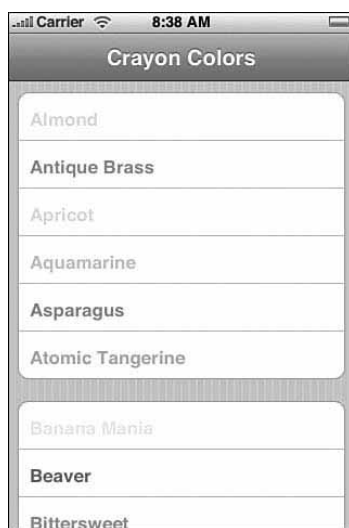 Carrier 8:38 AM
Crayon Colors
Almond
Antique Brass
Apricot
Aquamarine
Asparagus
Atomic Tangerine
Banana Mania
Beaver
Bittersweet